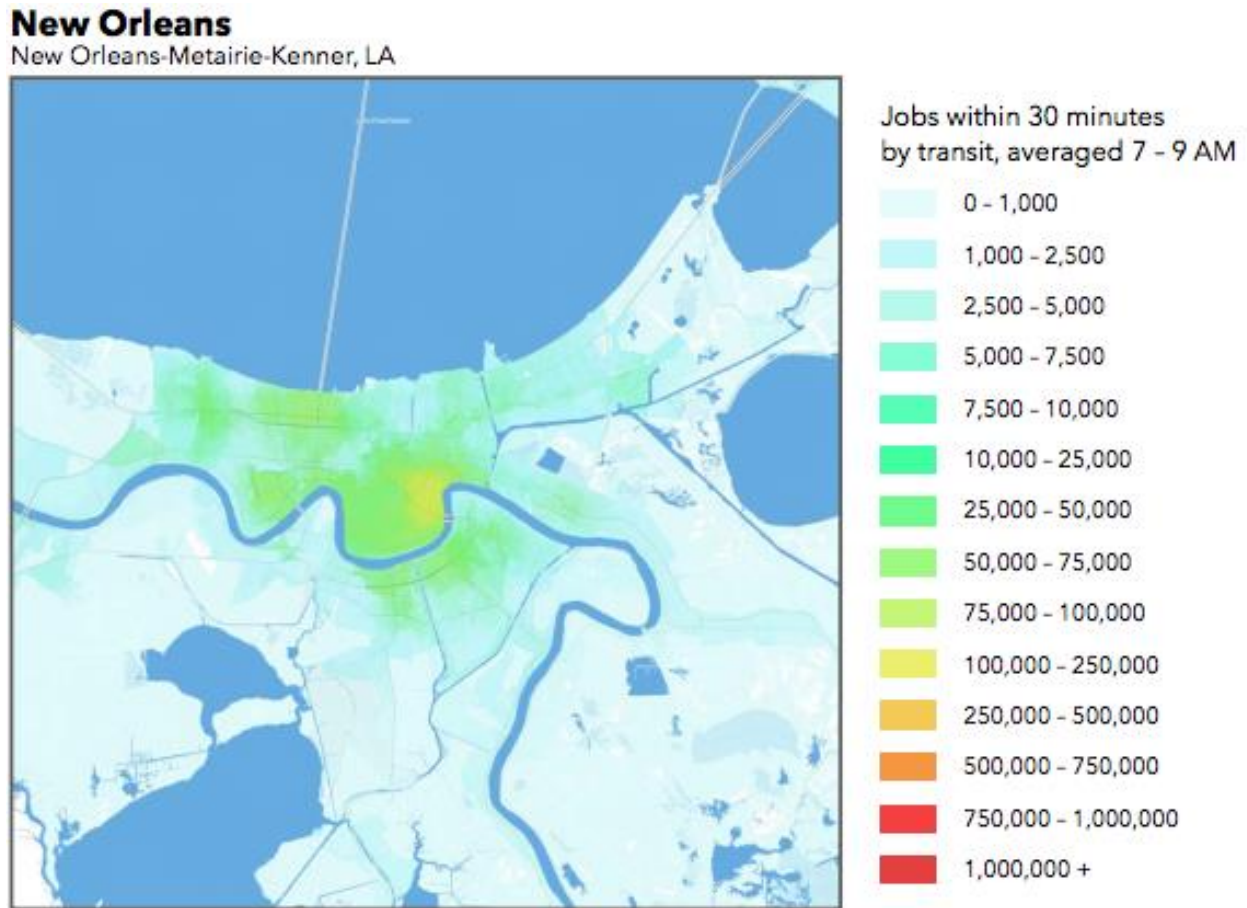 New Orleans
New Orleans-Metairie-Kenner, LA
Jobs within 30 minutes
by transit, averaged 7 – 9 AM
0 – 1,000
1,000 – 2,500
2,500 – 5,000
5,000 – 7,500
7,500 – 10,000
10,000 – 25,000
25,000 – 50,000
50,000 – 75,000
75,000 – 100,000
100,000 – 250,000
250,000 – 500,000
500,000 – 750,000
750,000 – 1,000,000
1,000,000 +